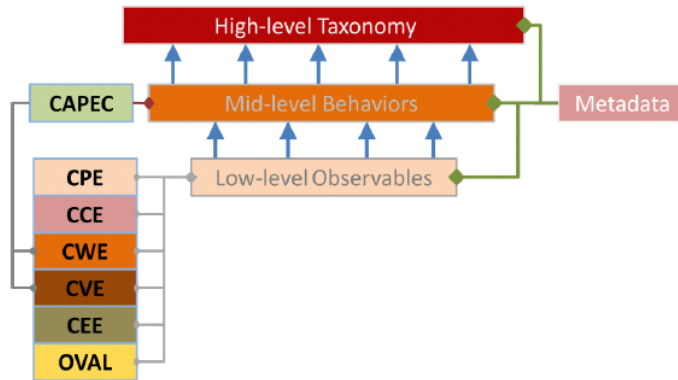 High-level Taxonomy
CAPEC
Mid-level Behaviors
Metadata
CPE
Low-level Observables
CCE
CWE
CVE
CEE
OVAL